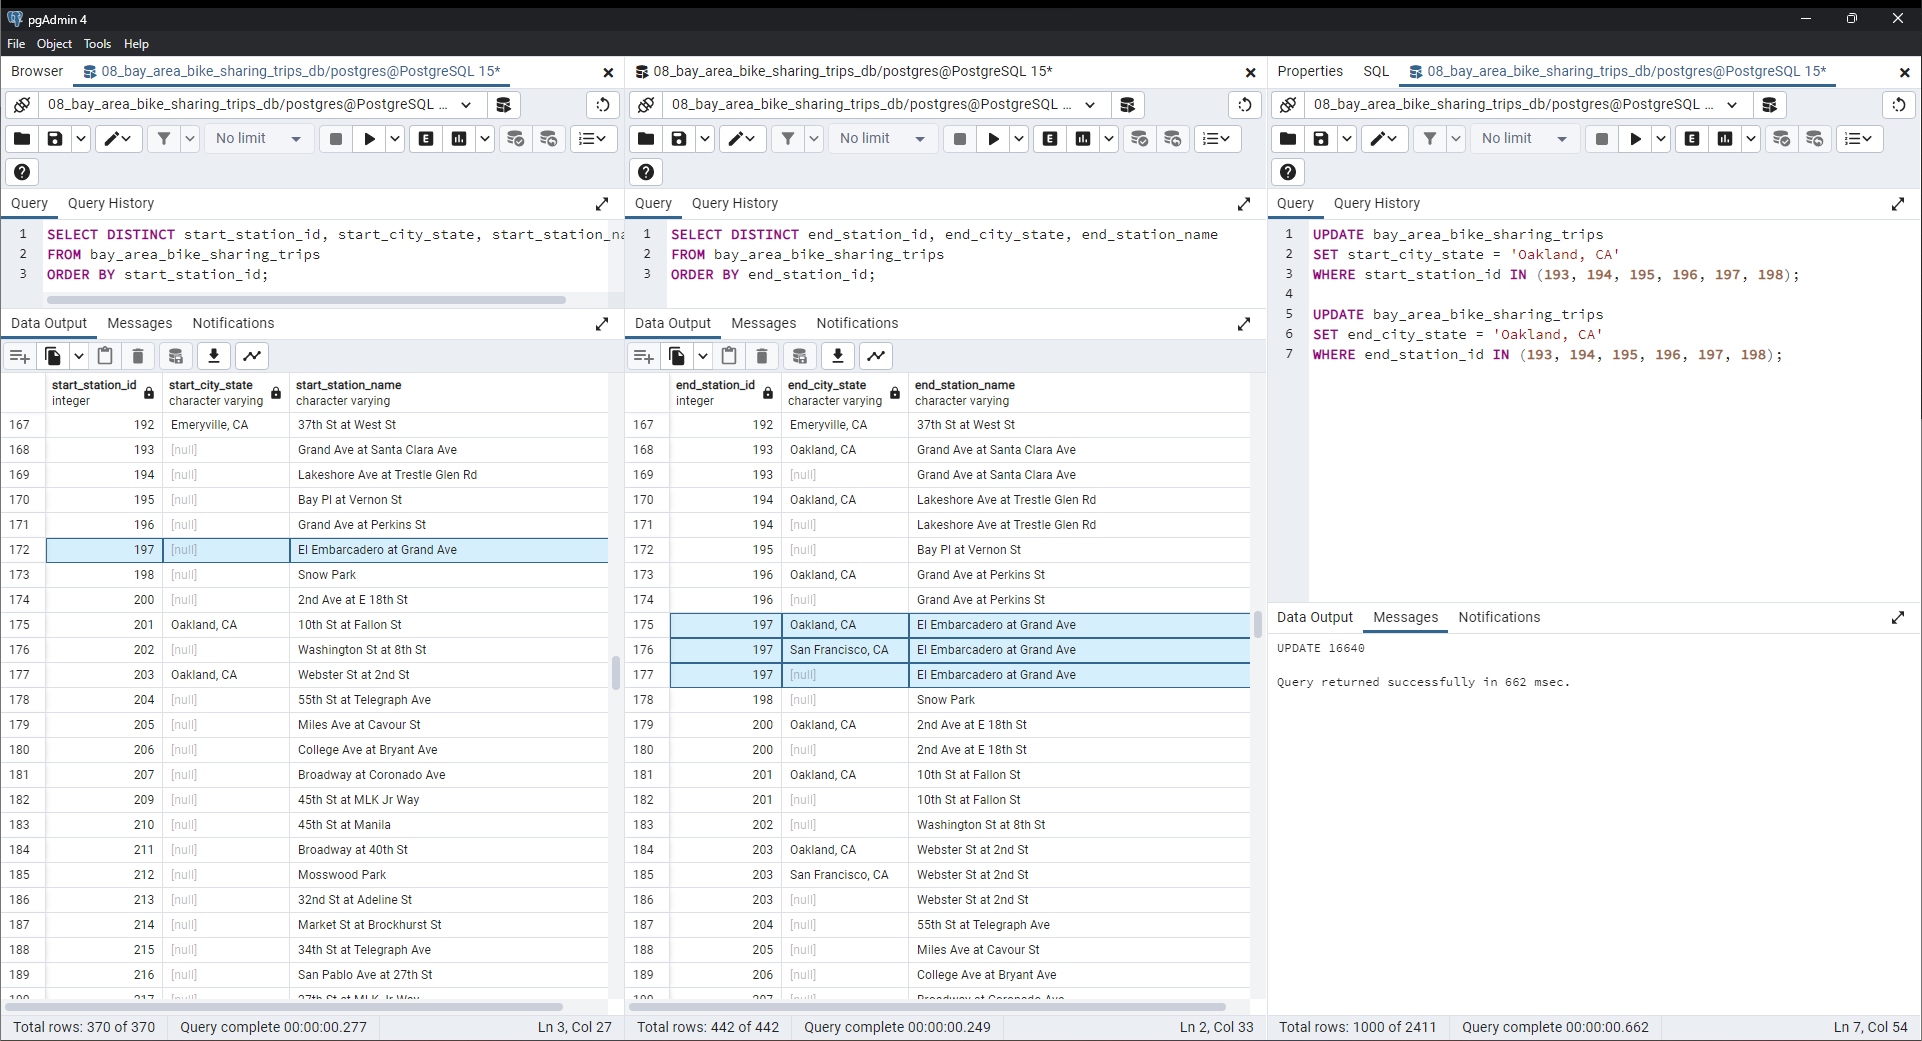 pgAdmin 4
File Object Tools Help
Browser
08_bay_area_bike_sharing_trips_db/postgres@PostgreSQL 15*
08_bay_area_bike_sharing_trips_db/postgres@PostgreSQL ...
No limit
Query Query History
1 SELECT DISTINCT start_station_id, start_city_state, start_station_na
2 FROM bay_area_bike_sharing_trips
3 ORDER BY start_station_id;
Data Output Messages Notifications
start_station_id start_city_state start_station_name
integer character varying character varying
167 192 Emeryville, CA 37th St at West St
168 193 [null] Grand Ave at Santa Clara Ave
169 194 [null] Lakeshore Ave at Trestle Glen Rd
170 195 [null] Bay Pl at Vernon St
171 196 [null] Grand Ave at Perkins St
172 197 [null] El Embarcadero at Grand Ave
173 198 [null] Snow Park
174 200 [null] 2nd Ave at E 18th St
175 201 Oakland, CA 10th St at Fallon St
176 202 [null] Washington St at 8th St
177 203 Oakland, CA Webster St at 2nd St
178 204 [null] 55th St at Telegraph Ave
179 205 [null] Miles Ave at Cavour St
180 206 [null] College Ave at Bryant Ave
181 207 [null] Broadway at Coronado Ave
182 209 [null] 45th St at MLK Jr Way
183 210 [null] 45th St at Manila
184 211 [null] Broadway at 40th St
185 212 [null] Mosswood Park
186 213 [null] 32nd St at Adeline St
187 214 [null] Market St at Brockhurst St
188 215 [null] 34th St at Telegraph Ave
189 216 [null] San Pablo Ave at 27th St
190 217 [null] 27th St at MLK Jr Way
Total rows: 370 of 370 Query complete 00:00:00.277 Ln 3, Col 27
08_bay_area_bike_sharing_trips_db/postgres@PostgreSQL 15*
08_bay_area_bike_sharing_trips_db/postgres@PostgreSQL ...
No limit
Query Query History
1 SELECT DISTINCT end_station_id, end_city_state, end_station_name
2 FROM bay_area_bike_sharing_trips
3 ORDER BY end_station_id;
Data Output Messages Notifications
end_station_id end_city_state end_station_name
integer character varying character varying
167 192 Emeryville, CA 37th St at West St
168 193 Oakland, CA Grand Ave at Santa Clara Ave
169 193 [null] Grand Ave at Santa Clara Ave
170 194 Oakland, CA Lakeshore Ave at Trestle Glen Rd
171 194 [null] Lakeshore Ave at Trestle Glen Rd
172 195 [null] Bay Pl at Vernon St
173 196 Oakland, CA Grand Ave at Perkins St
174 196 [null] Grand Ave at Perkins St
175 197 Oakland, CA El Embarcadero at Grand Ave
176 197 San Francisco, CA El Embarcadero at Grand Ave
177 197 [null] El Embarcadero at Grand Ave
178 198 [null] Snow Park
179 200 Oakland, CA 2nd Ave at E 18th St
180 200 [null] 2nd Ave at E 18th St
181 201 Oakland, CA 10th St at Fallon St
182 201 [null] 10th St at Fallon St
183 202 [null] Washington St at 8th St
184 203 Oakland, CA Webster St at 2nd St
185 203 San Francisco, CA Webster St at 2nd St
186 203 [null] Webster St at 2nd St
187 204 [null] 55th St at Telegraph Ave
188 205 [null] Miles Ave at Cavour St
189 206 [null] College Ave at Bryant Ave
190 207 [null] Broadway at Coronado Ave
Total rows: 442 of 442 Query complete 00:00:00.249 Ln 2, Col 33
Properties SQL 08_bay_area_bike_sharing_trips_db/postgres@PostgreSQL 15*
08_bay_area_bike_sharing_trips_db/postgres@PostgreSQL ...
No limit
Query Query History
1 UPDATE bay_area_bike_sharing_trips
2 SET start_city_state = 'Oakland, CA'
3 WHERE start_station_id IN (193, 194, 195, 196, 197, 198);
4
5 UPDATE bay_area_bike_sharing_trips
6 SET end_city_state = 'Oakland, CA'
7 WHERE end_station_id IN (193, 194, 195, 196, 197, 198);
Data Output Messages Notifications
UPDATE 16640
Query returned successfully in 662 msec.
Total rows: 1000 of 2411 Query complete 00:00:00.662 Ln 7, Col 54